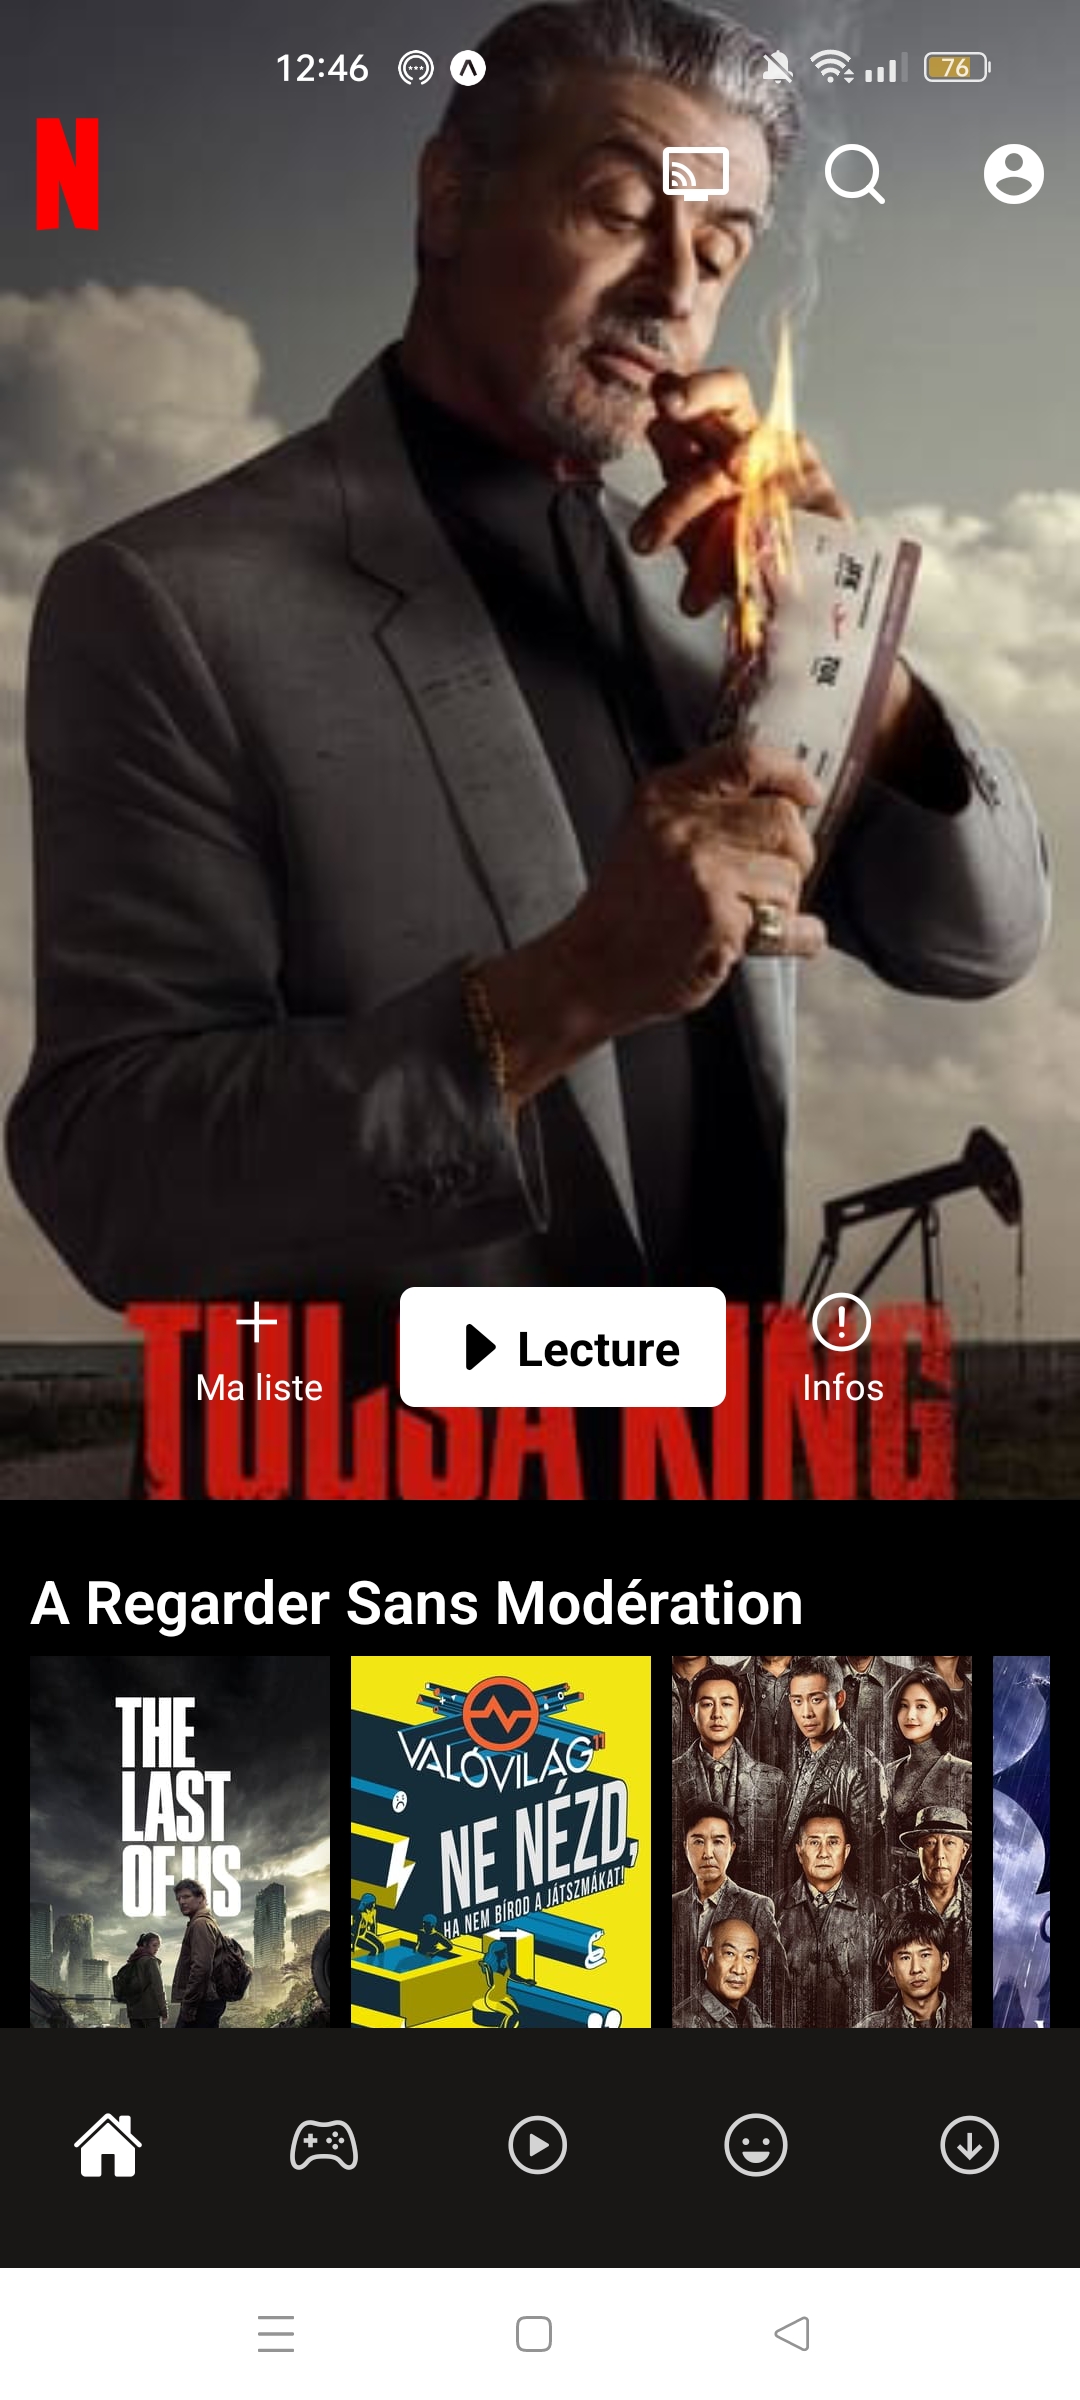 12:46
76
N
TULSA KING
Ma liste
Lecture
Infos
A Regarder Sans Modération
THE
LAST
OF US
VALÓVILÁG 11
NE NÉZD,
HA NEM BÍROD A JÁTSZMÁKAT!